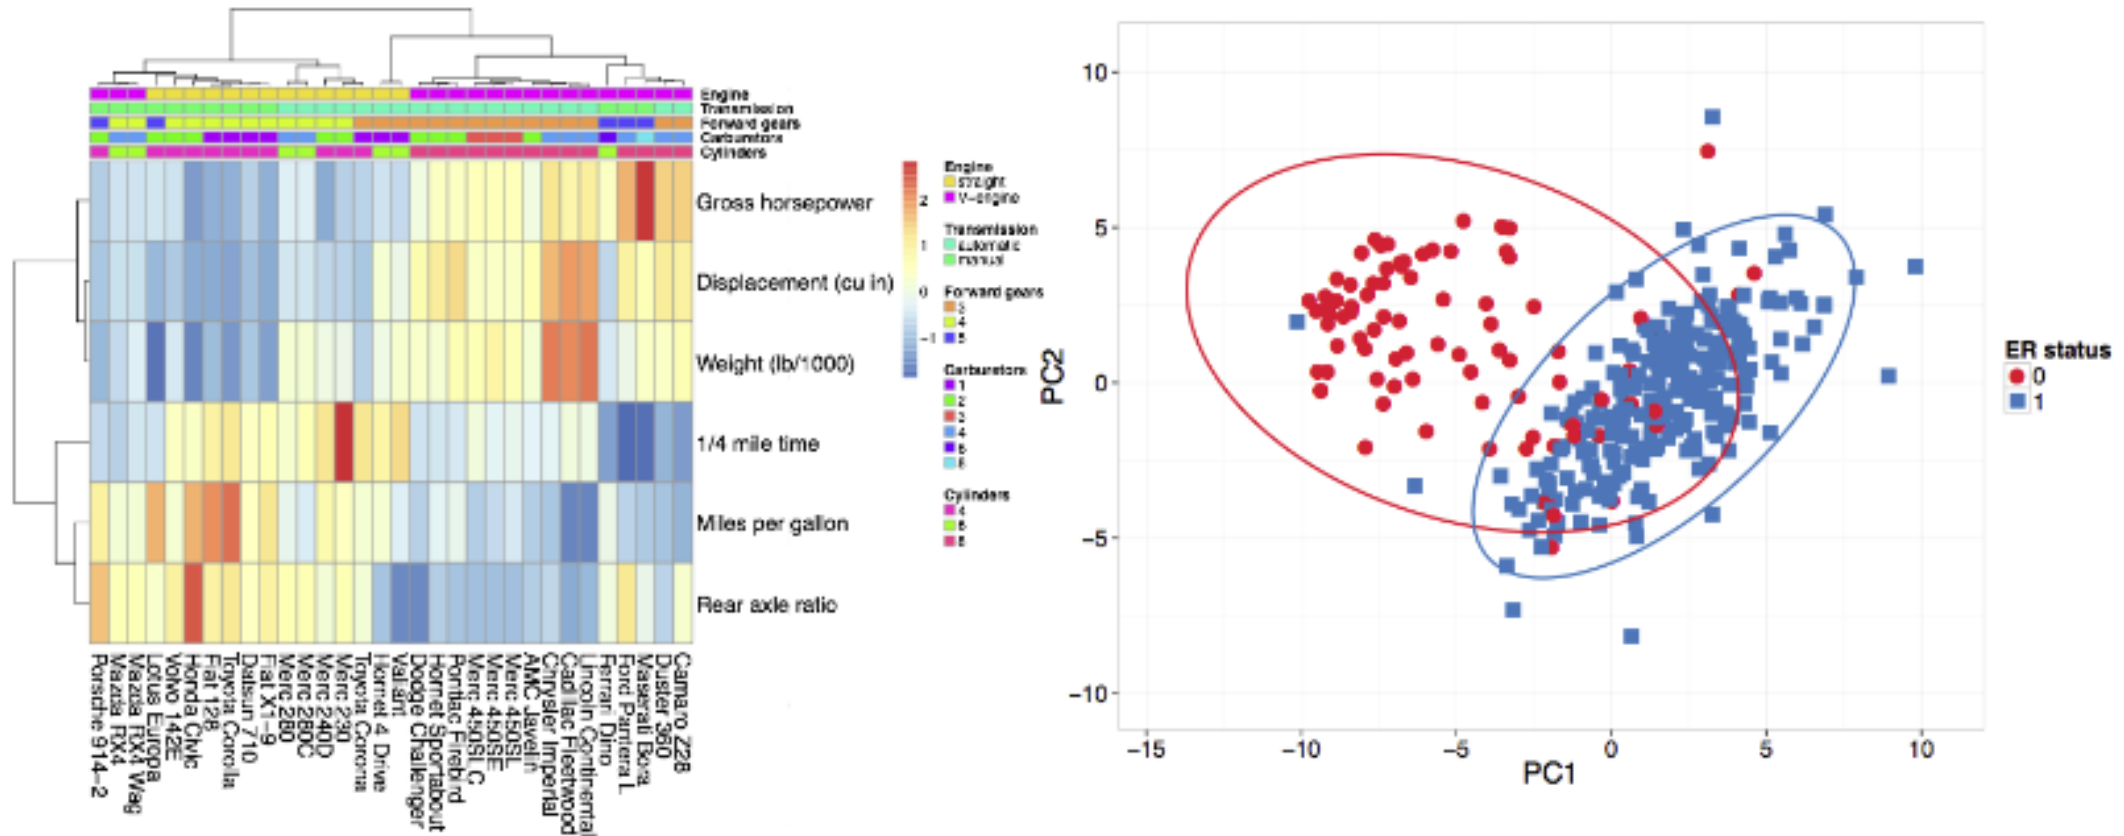 Engine
Transmission
Forward gears
Carburetors
Cylinders
Gross horsepower
Displacement (cu in)
Weight (lb/1000)
1/4 mile time
Miles per gallon
Rear axle ratio
2
1
0
−1
Engine
straight
V−engine
Transmission
automatic
manual
Forward gears
3
4
5
Carburetors
1
2
3
4
6
8
Cylinders
4
6
8
Porsche 914−2
Mazda RX4
Mazda RX4 Wag
Lotus Europa
Volvo 142E
Honda Civic
Fiat 128
Toyota Corolla
Datsun 710
Fiat X1−9
Merc 280
Merc 280C
Merc 240D
Merc 230
Toyota Corona
Hornet 4 Drive
Valiant
Dodge Challenger
Hornet Sportabout
Pontiac Firebird
Merc 450SLC
Merc 450SE
Merc 450SL
AMC Javelin
Chrysler Imperial
Cadillac Fleetwood
Lincoln Continental
Ferrari Dino
Ford Pantera L
Maserati Bora
Duster 360
Camaro Z28
10
5
0
−5
−10
PC2
−15
−10
−5
0
5
10
PC1
ER status
0
1